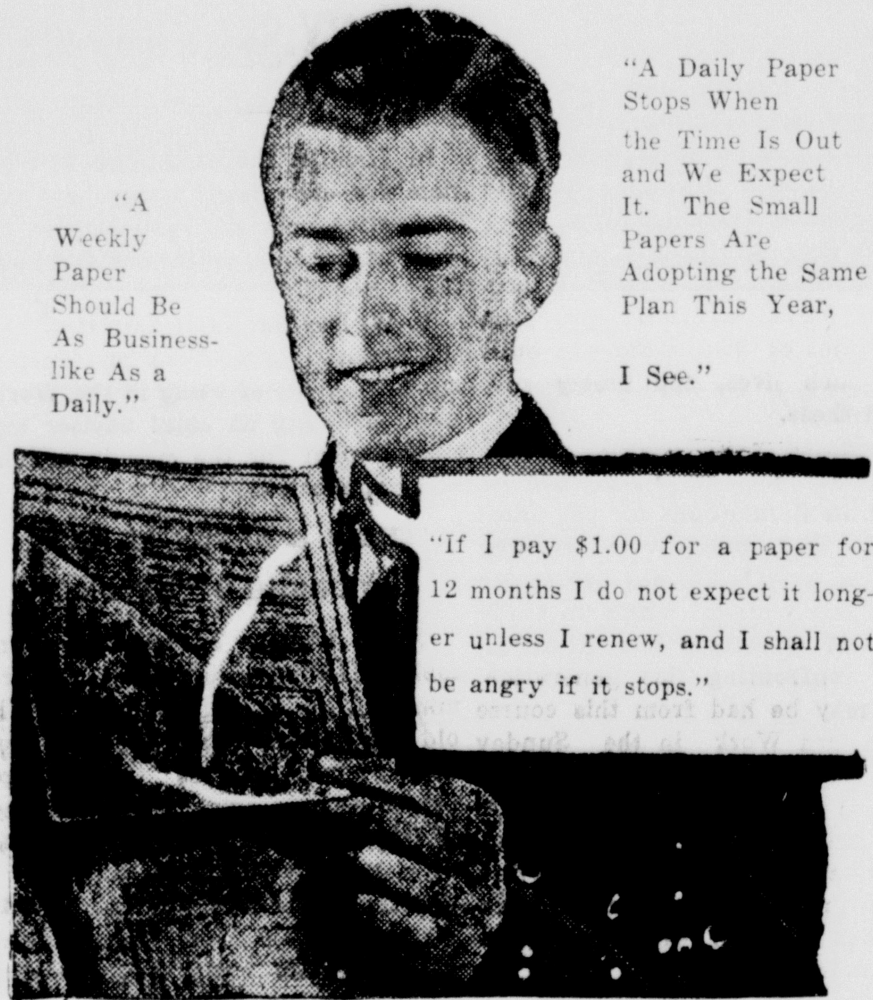 "A
Weekly
Paper
Should Be
As Business-
like As a
Daily."
"A Daily Paper
Stops When
the Time Is Out
and We Expect
It. The Small
Papers Are
Adopting the Same
Plan This Year,
I See."
"If I pay $1.00 for a paper for
12 months I do not expect it long-
er unless I renew, and I shall not
be angry if it stops."